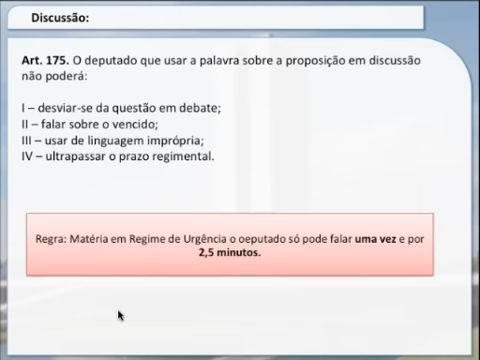 Discussão:
Art. 175. O deputado que usar a palavra sobre a proposição em discussão
não poderá:
I – desviar-se da questão em debate;
II – falar sobre o vencido;
III – usar de linguagem imprópria;
IV – ultrapassar o prazo regimental.
Regra: Matéria em Regime de Urgência o oeputado só pode falar uma vez e por
2,5 minutos.